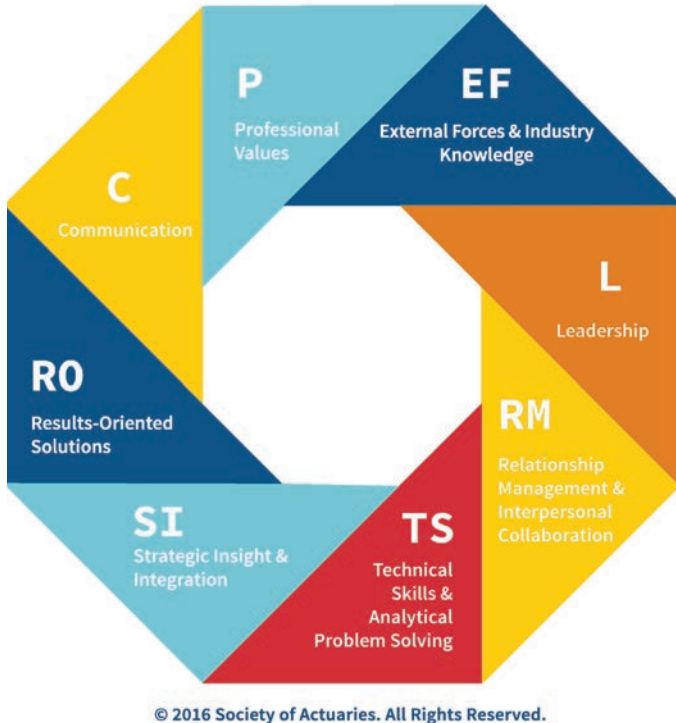 P
Professional
Values
EF
External Forces & Industry
Knowledge
L
Leadership
RM
Relationship
Management &
Interpersonal
Collaboration
TS
Technical
Skills &
Analytical
Problem Solving
SI
Strategic Insight &
Integration
RO
Results-Oriented
Solutions
C
Communication
© 2016 Society of Actuaries. All Rights Reserved.